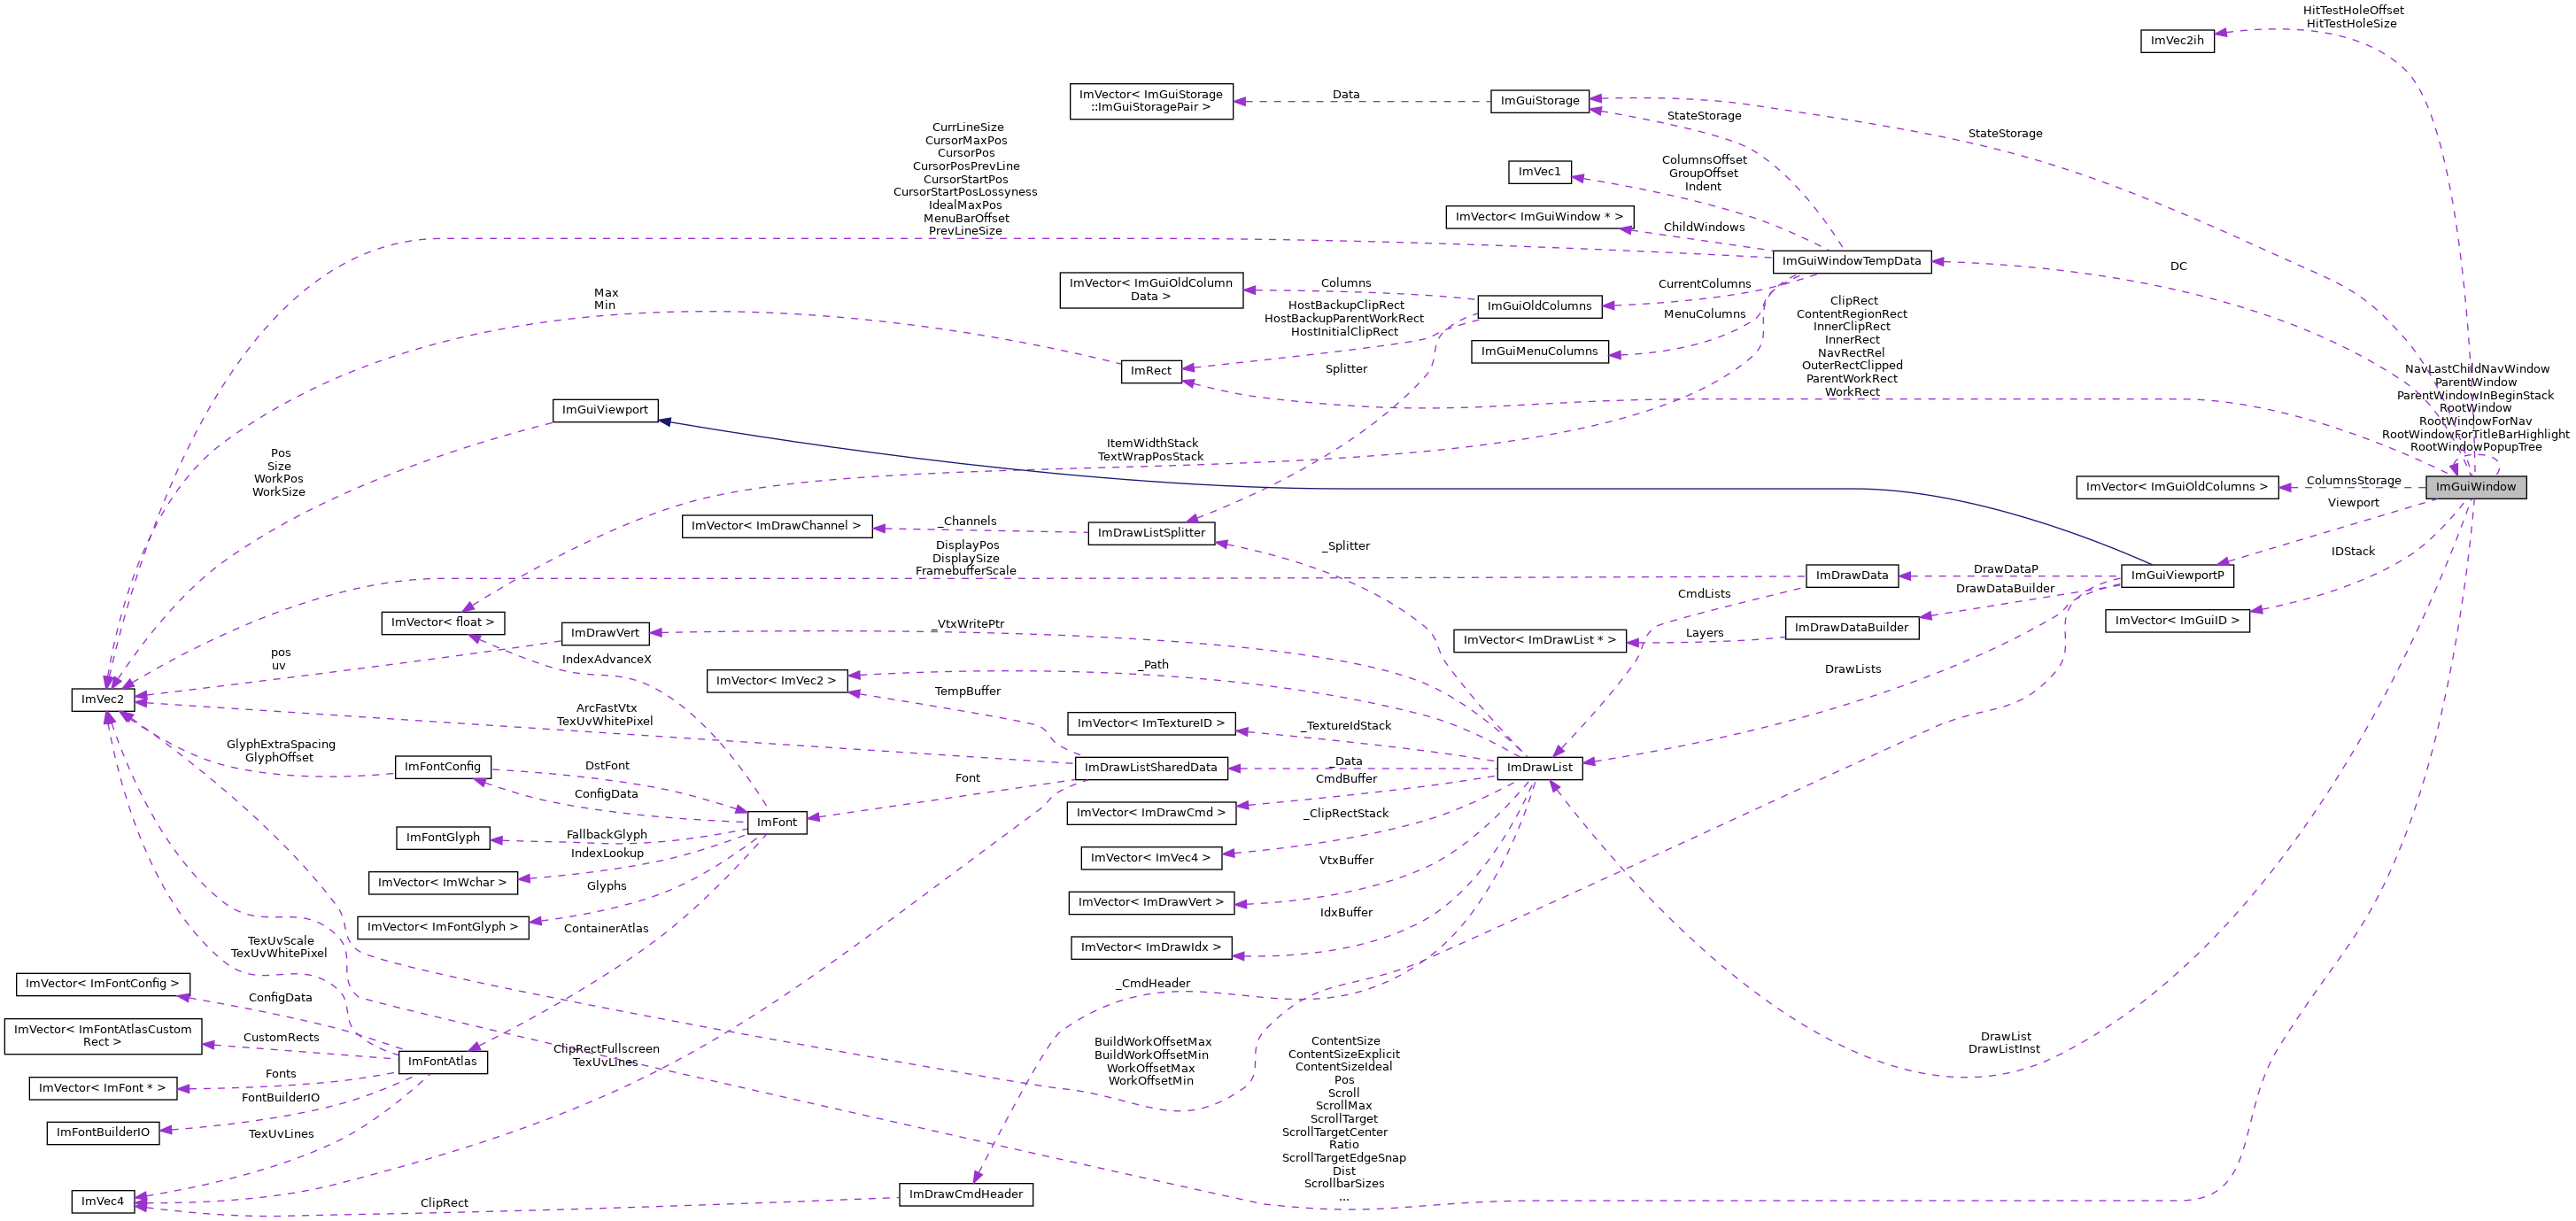 HitTestHoleOffset
HitTestHoleSize
ImVec2ih
ImVector< ImGuiStorage
::ImGuiStoragePair >
Data
ImGuiStorage
StateStorage
StateStorage
CurrLineSize
CursorMaxPos
CursorPos
CursorPosPrevLine
CursorStartPos
CursorStartPosLossyness
IdealMaxPos
MenuBarOffset
PrevLineSize
ImVec1
ColumnsOffset
GroupOffset
Indent
ImVector< ImGuiWindow * >
ChildWindows
ImGuiWindowTempData
DC
Max
Min
ImVector< ImGuiOldColumn
Data >
Columns
HostBackupClipRect
HostBackupParentWorkRect
HostInitialClipRect
ImGuiOldColumns
CurrentColumns
MenuColumns
ImGuiMenuColumns
ClipRect
ContentRegionRect
InnerClipRect
InnerRect
NavRectRel
OuterRectClipped
ParentWorkRect
WorkRect
ImRect
Splitter
NavLastChildNavWindow
ParentWindow
ParentWindowInBeginStack
RootWindow
RootWindowForNav
RootWindowForTitleBarHighlight
RootWindowPopupTree
ImGuiViewport
Pos
Size
WorkPos
WorkSize
ItemWidthStack
TextWrapPosStack
ImVector< ImGuiOldColumns >
ColumnsStorage
ImGuiWindow
Viewport
IDStack
ImVector< ImDrawChannel >
_Channels
ImDrawListSplitter
_Splitter
DisplayPos
DisplaySize
FramebufferScale
ImDrawData
DrawDataP
ImGuiViewportP
DrawDataBuilder
CmdLists
ImVector< float >
ImDrawVert
_VtxWritePtr
ImVector< ImDrawList * >
Layers
ImDrawDataBuilder
ImVector< ImGuiID >
pos
uv
IndexAdvanceX
ImVector< ImVec2 >
_Path
TempBuffer
DrawLists
ImVec2
ArcFastVtx
TexUvWhitePixel
ImVector< ImTextureID >
_TextureIdStack
GlyphExtraSpacing
GlyphOffset
ImFontConfig
DstFont
ConfigData
Font
ImDrawListSharedData
_Data
ImDrawList
CmdBuffer
ImVector< ImDrawCmd >
_ClipRectStack
ImFont
ImFontGlyph
FallbackGlyph
IndexLookup
ImVector< ImVec4 >
VtxBuffer
ImVector< ImWchar >
Glyphs
ImVector< ImDrawVert >
IdxBuffer
ImVector< ImFontGlyph >
ContainerAtlas
ImVector< ImDrawIdx >
TexUvScale
TexUvWhitePixel
ImVector< ImFontConfig >
ConfigData
_CmdHeader
ImVector< ImFontAtlasCustom
Rect >
CustomRects
ImFontAtlas
ClipRectFullscreen
TexUvLines
BuildWorkOffsetMax
BuildWorkOffsetMin
WorkOffsetMax
WorkOffsetMin
DrawList
DrawListInst
ImVector< ImFont * >
Fonts
FontBuilderIO
ImFontBuilderIO
TexUvLines
ContentSize
ContentSizeExplicit
ContentSizeIdeal
Pos
Scroll
ScrollMax
ScrollTarget
ScrollTargetCenter
Ratio
ScrollTargetEdgeSnap
Dist
ScrollbarSizes
...
ImVec4
ClipRect
ImDrawCmdHeader